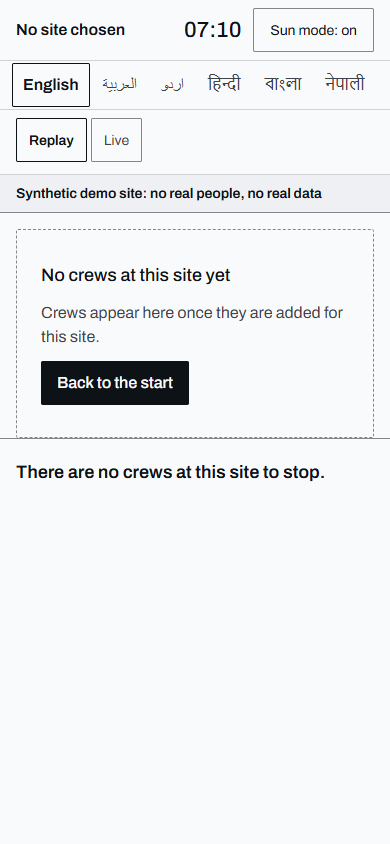 No site chosen 07:10 Sun mode: on
English العربية اردو हिन्दी বাংলা नेपाली
Replay Live
Synthetic demo site: no real people, no real data
No crews at this site yet
Crews appear here once they are added for
this site.
Back to the start
There are no crews at this site to stop.